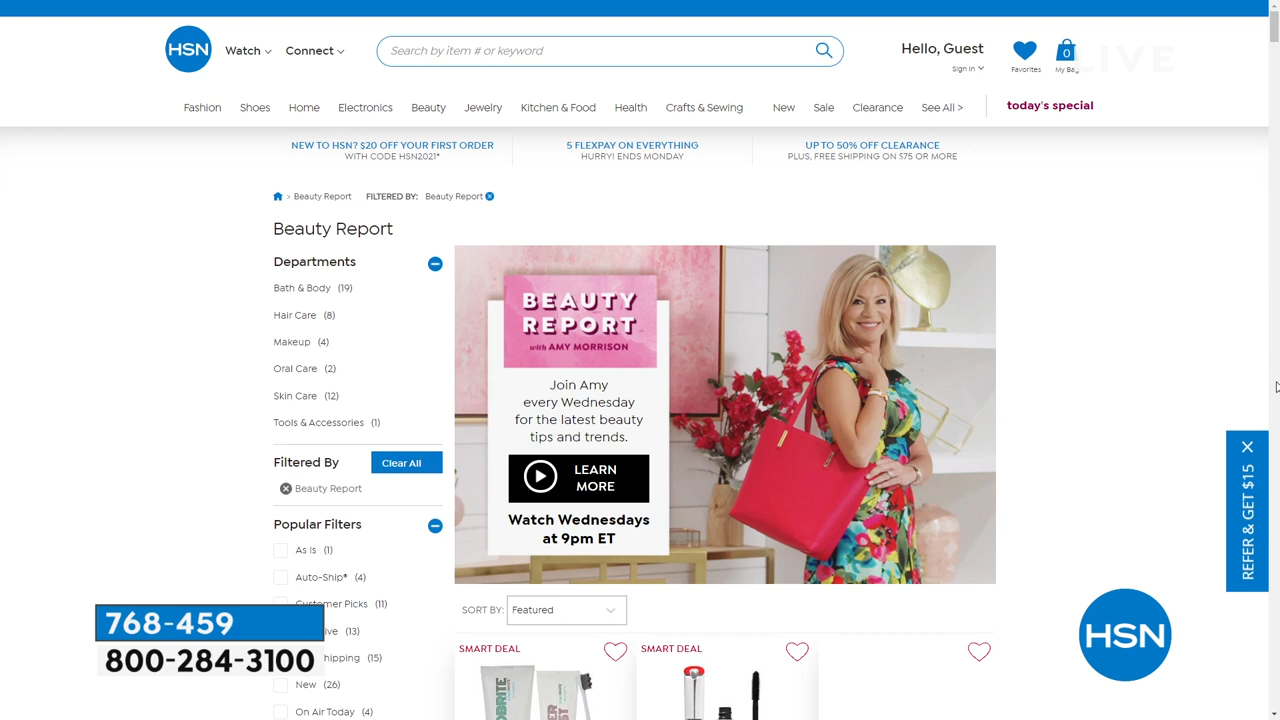 HSN
Watch
Connect
Search by item # or keyword
Hello, Guest
Sign In
Favorites
0
My Ba
LIVE
Fashion
Shoes
Home
Electronics
Beauty
Jewelry
Kitchen & Food
Health
Crafts & Sewing
New
Sale
Clearance
See All >
today's special
NEW TO HSN? $20 OFF YOUR FIRST ORDER
WITH CODE HSN2021*
5 FLEXPAY ON EVERYTHING
HURRY! ENDS MONDAY
UP TO 50% OFF CLEARANCE
PLUS, FREE SHIPPING ON $75 OR MORE
> Beauty Report
FILTERED BY: Beauty Report
Beauty Report
Departments
Bath & Body (19)
Hair Care (8)
Makeup (4)
Oral Care (2)
Skin Care (12)
Tools & Accessories (1)
Filtered By
Clear All
Beauty Report
Popular Filters
As Is (1)
Auto-Ship® (4)
Customer Picks (11)
ive (13)
hipping (15)
New (26)
On Air Today (4)
768-459
800-284-3100
BEAUTY
REPORT
with AMY MORRISON
Join Amy
every Wednesday
for the latest beauty
tips and trends.
LEARN
MORE
Watch Wednesdays
at 9pm ET
SORT BY: Featured
SMART DEAL
SMART DEAL
REFER & GET $15
HSN